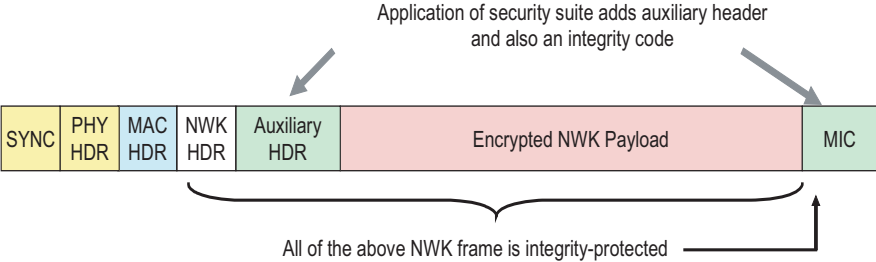 Application of security suite adds auxiliary header
and also an integrity code
SYNC
PHY
HDR
MAC
HDR
NWK
HDR
Auxiliary
HDR
Encrypted NWK Payload
MIC
All of the above NWK frame is integrity-protected